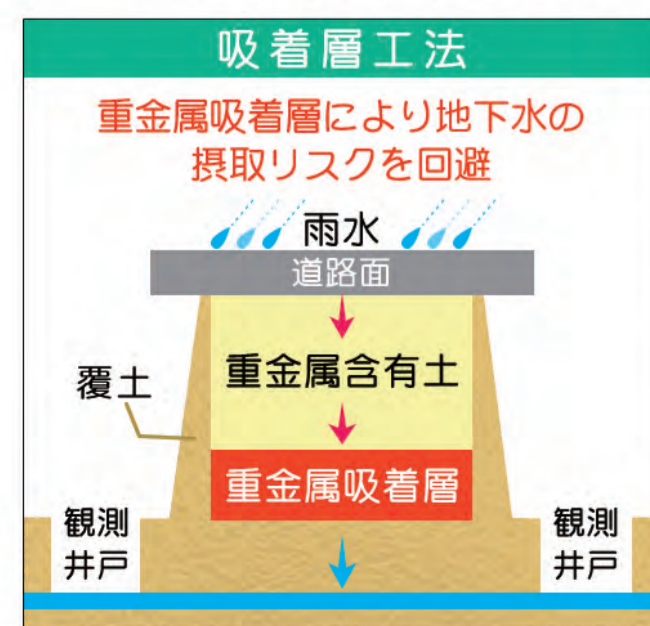 吸着層工法
重金属吸着層により地下水の
摂取リスクを回避
雨水
道路面
重金属含有土
覆土
重金属吸着層
観測
井戸
観測
井戸